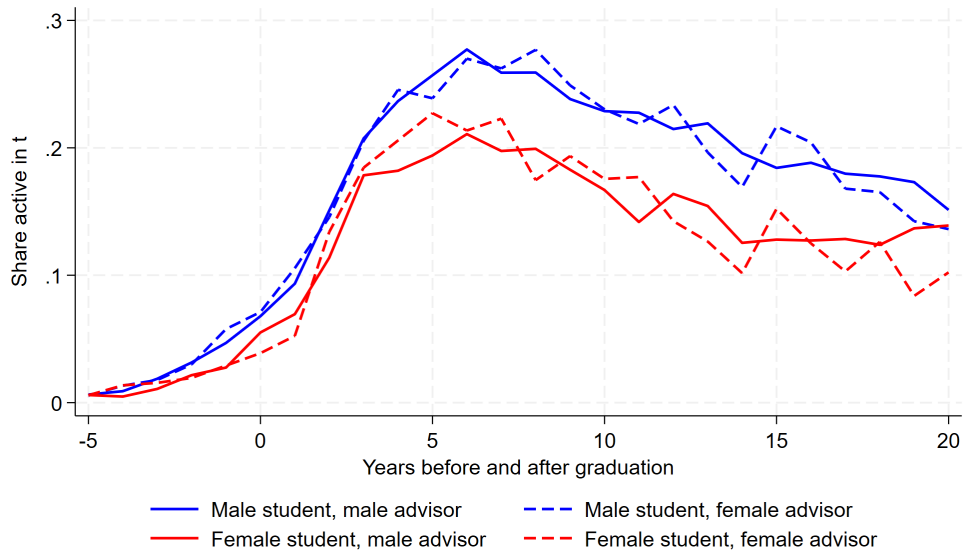 .3
.2
.1
0
Share active in t
-5 0 5 10 15 20
Years before and after graduation
Male student, male advisor Male student, female advisor
Female student, male advisor Female student, female advisor